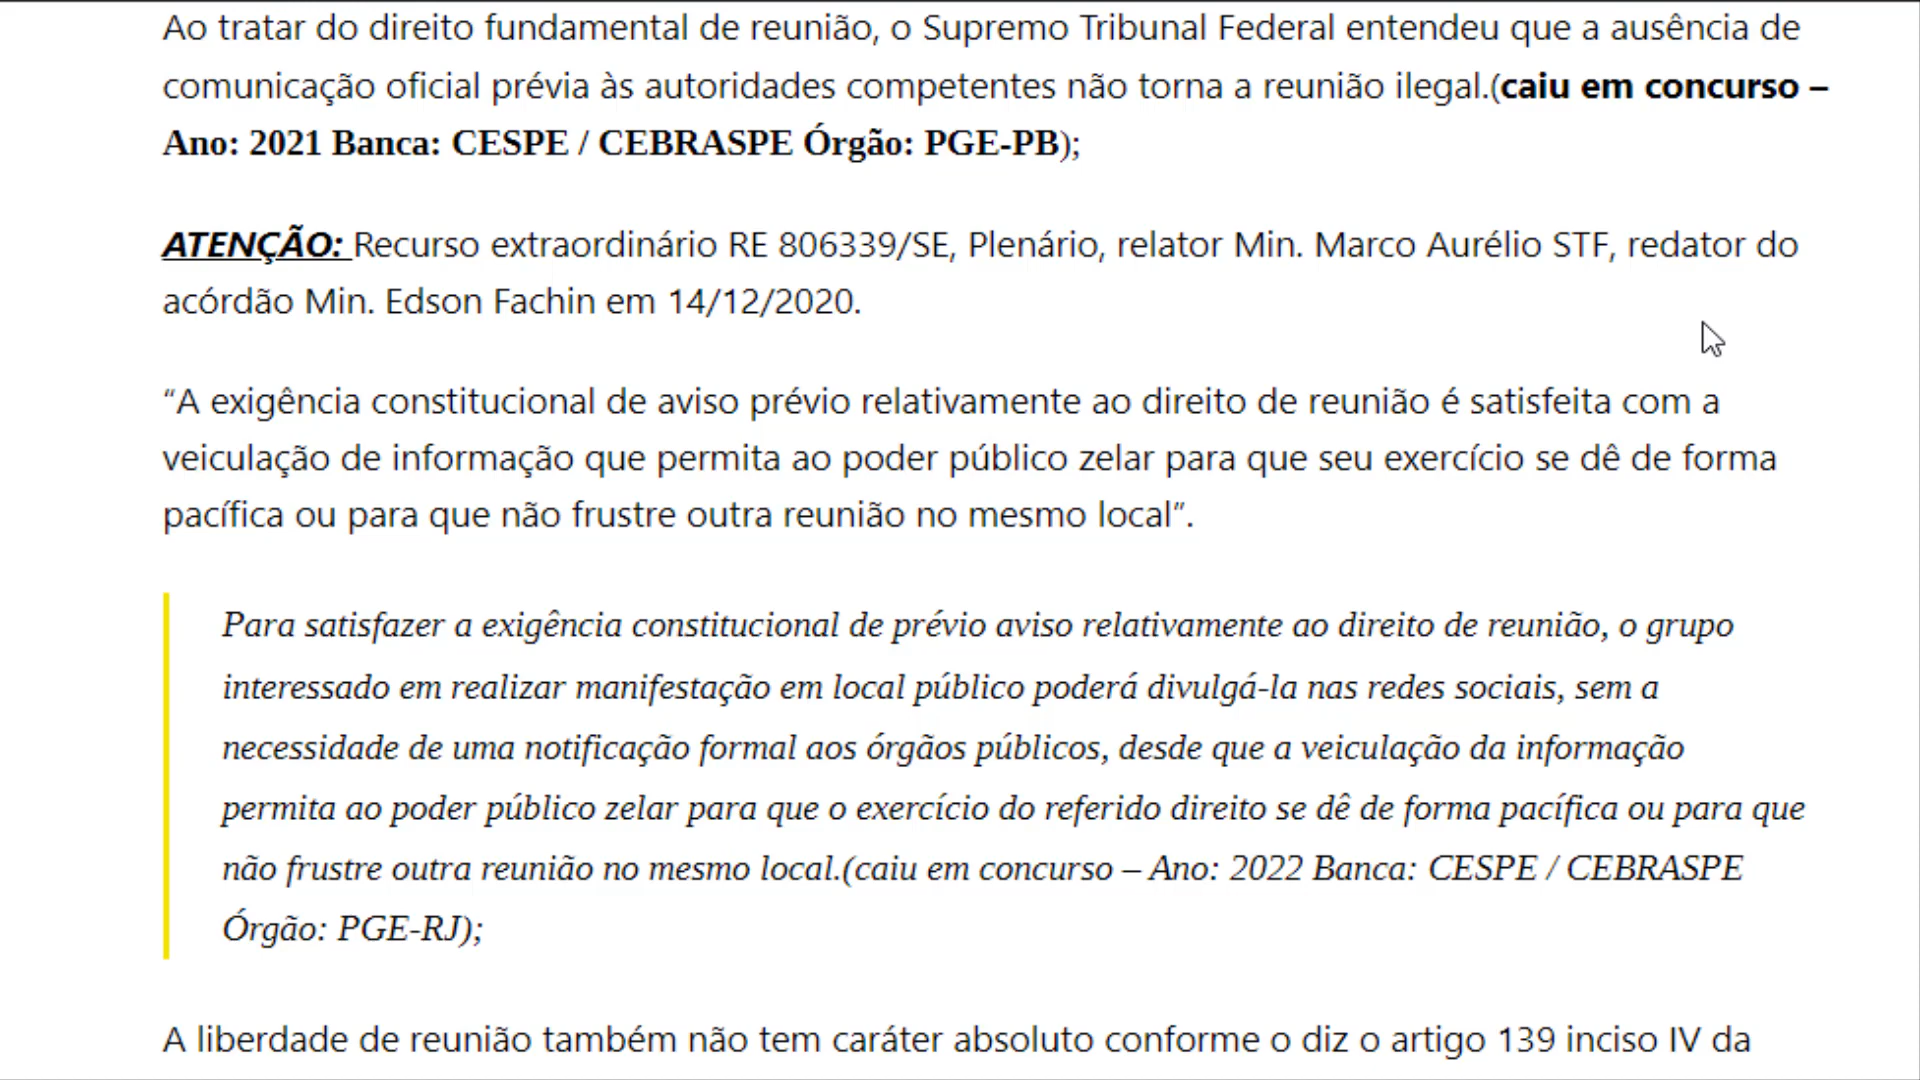 Ao tratar do direito fundamental de reunião, o Supremo Tribunal Federal entendeu que a ausência de
comunicação oficial prévia às autoridades competentes não torna a reunião ilegal.(caiu em concurso –
Ano: 2021 Banca: CESPE / CEBRASPE Órgão: PGE-PB);
ATENÇÃO: Recurso extraordinário RE 806339/SE, Plenário, relator Min. Marco Aurélio STF, redator do
acórdão Min. Edson Fachin em 14/12/2020.
“A exigência constitucional de aviso prévio relativamente ao direito de reunião é satisfeita com a
veiculação de informação que permita ao poder público zelar para que seu exercício se dê de forma
pacífica ou para que não frustre outra reunião no mesmo local”.
Para satisfazer a exigência constitucional de prévio aviso relativamente ao direito de reunião, o grupo
interessado em realizar manifestação em local público poderá divulgá-la nas redes sociais, sem a
necessidade de uma notificação formal aos órgãos públicos, desde que a veiculação da informação
permita ao poder público zelar para que o exercício do referido direito se dê de forma pacífica ou para que
não frustre outra reunião no mesmo local.(caiu em concurso – Ano: 2022 Banca: CESPE / CEBRASPE
Órgão: PGE-RJ);
A liberdade de reunião também não tem caráter absoluto conforme o diz o artigo 139 inciso IV da